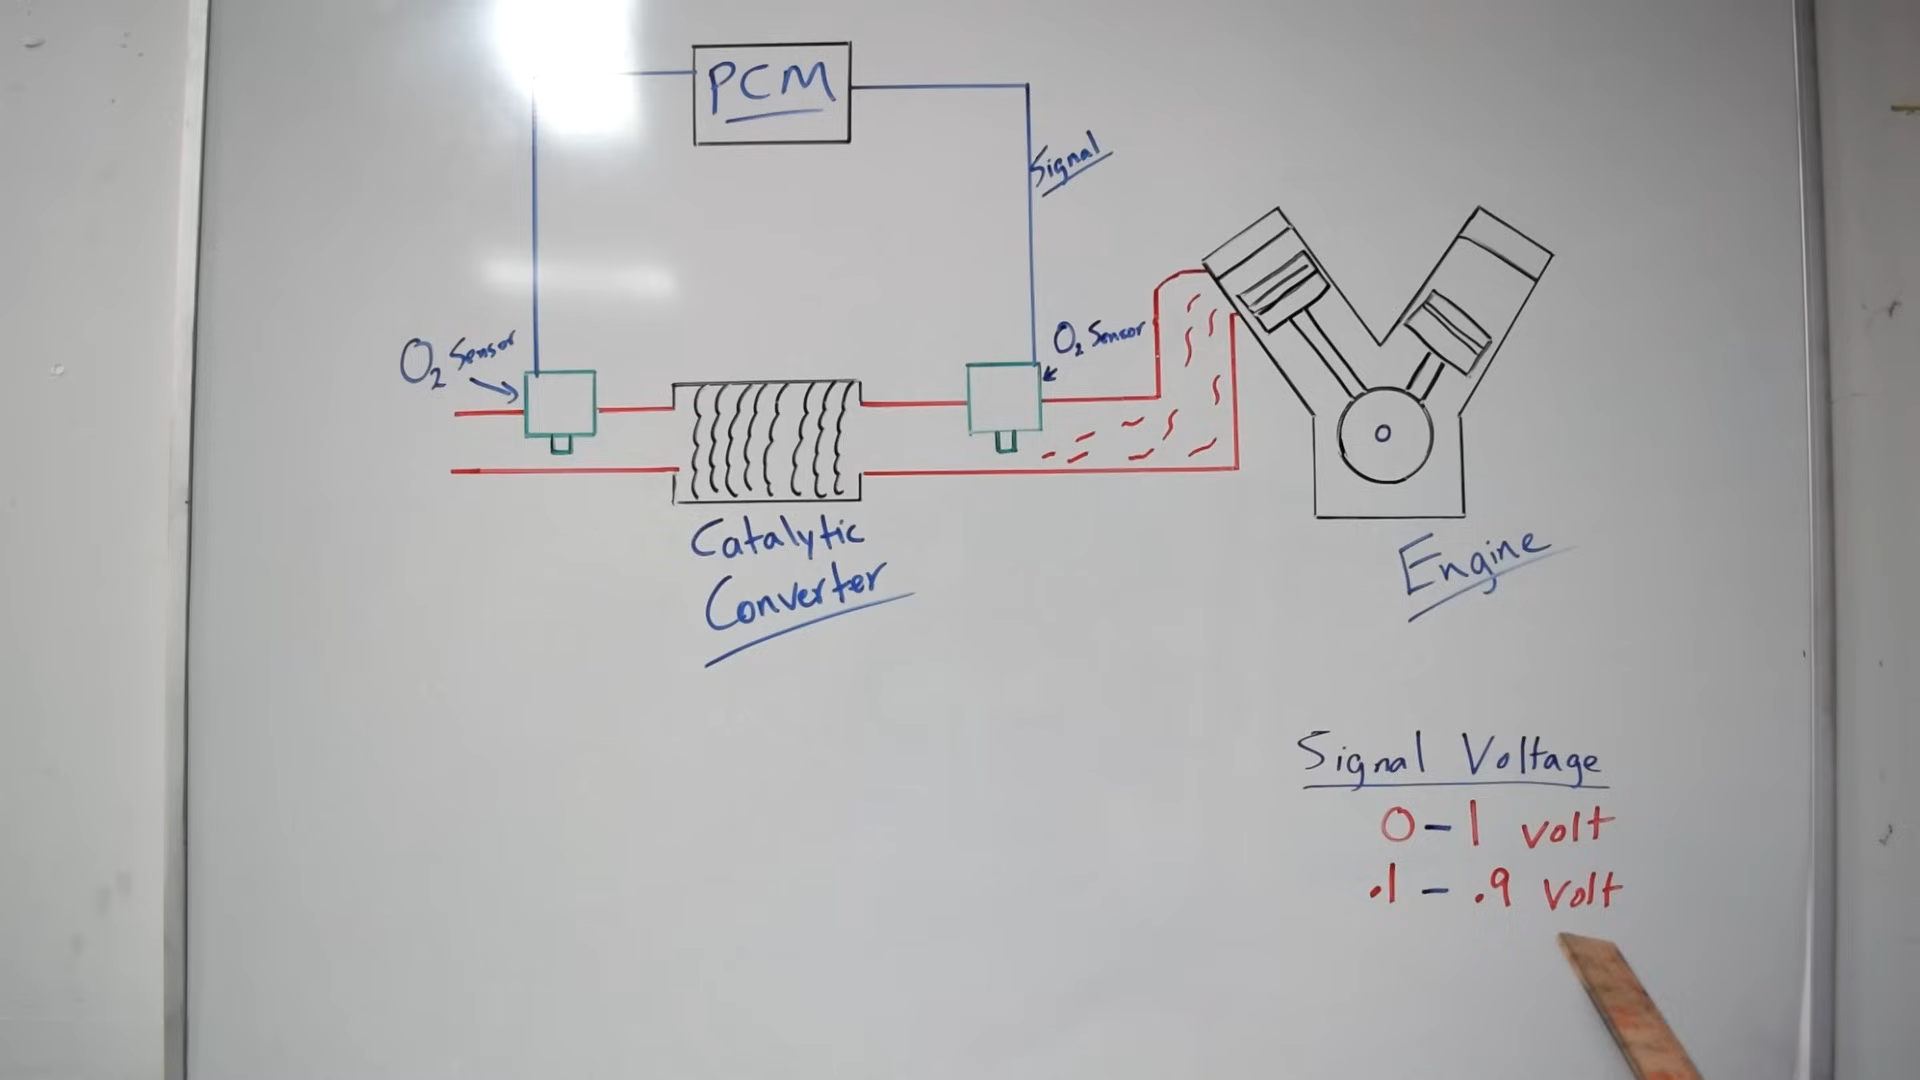 PCM
Signal
O₂ Sensor
O₂ Sensor
Catalytic
Converter
Engine
Signal Voltage
0-1 volt
.1 - .9 volt